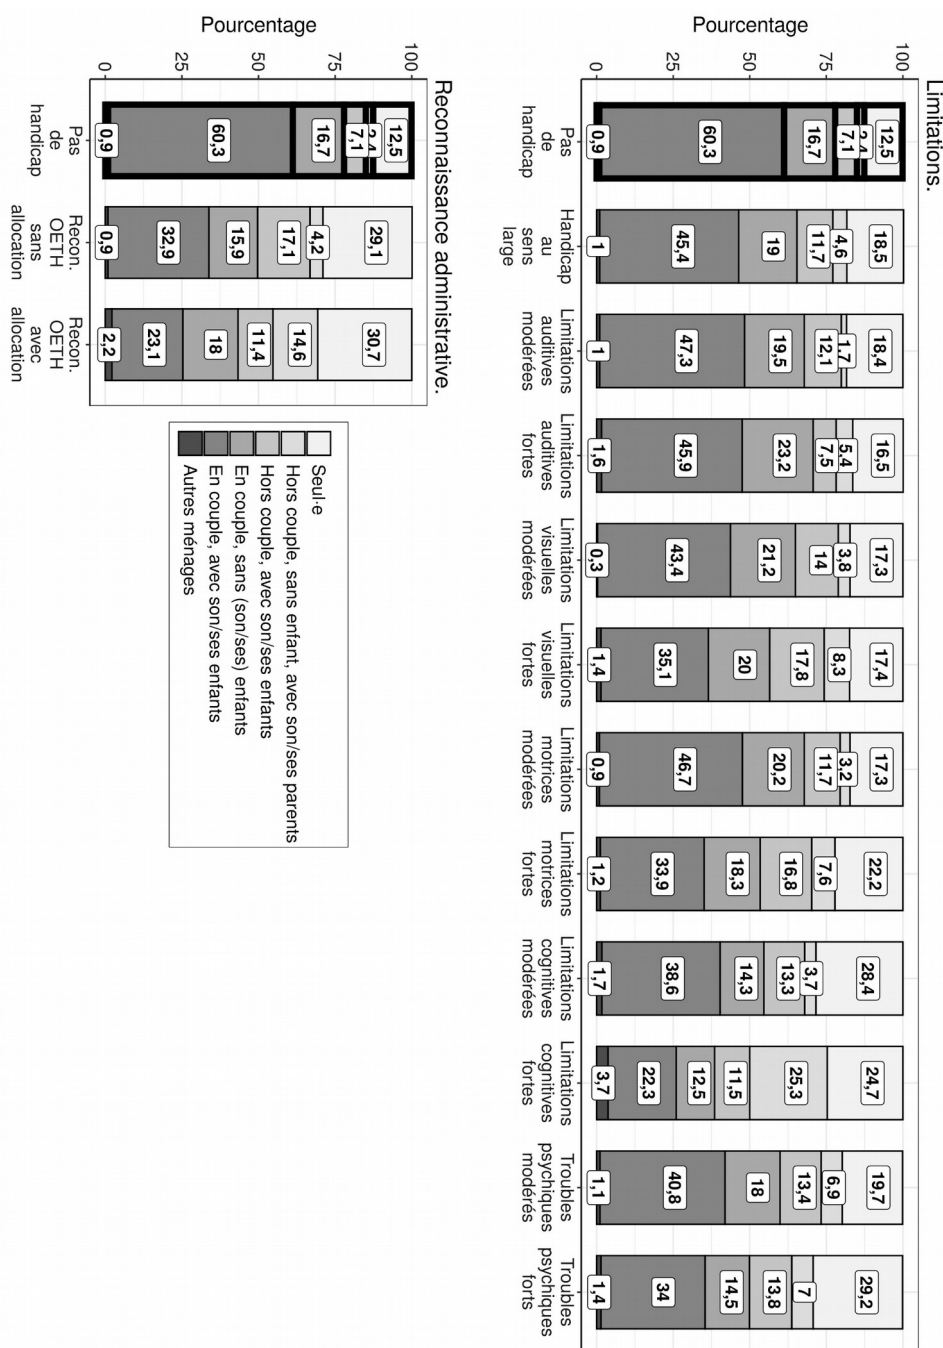 Limitations.
Pourcentage
100
75
50
25
0
12,5
7,1
16,7
60,3
0,9
18,5
4,6
11,7
19
45,4
1
18,4
1,7
12,1
19,5
47,3
1
16,5
5,4
7,5
23,2
45,9
1,6
17,3
3,8
14
21,2
43,4
0,3
17,4
8,3
17,8
20
35,1
1,4
17,3
3,2
11,7
20,2
46,7
0,9
22,2
7,6
16,8
18,3
33,9
1,2
28,4
3,7
13,3
14,3
38,6
1,7
24,7
25,3
11,5
12,5
22,3
3,7
19,7
6,9
13,4
18
40,8
1,1
29,2
7
13,8
14,5
34
1,4
Pas
de
handicap
Handicap
au
sens
large
Limitations
auditives
modérées
Limitations
auditives
fortes
Limitations
visuelles
modérées
Limitations
visuelles
fortes
Limitations
motrices
modérées
Limitations
motrices
fortes
Limitations
cognitives
modérées
Limitations
cognitives
fortes
Troubles
psychiques
modérés
Troubles
psychiques
forts
Reconnaissance administrative.
Pourcentage
100
75
50
25
0
12,5
7,1
16,7
60,3
0,9
29,1
4,2
17,1
15,9
32,9
0,9
30,7
14,6
11,4
18
23,1
2,2
Pas
de
handicap
Recon.
OETH
sans
allocation
Recon.
OETH
avec
allocation
Seul·e
Hors couple, sans enfant, avec son/ses parents
Hors couple, avec son/ses enfants
En couple, sans (son/ses) enfants
En couple, avec son/ses enfants
Autres ménages